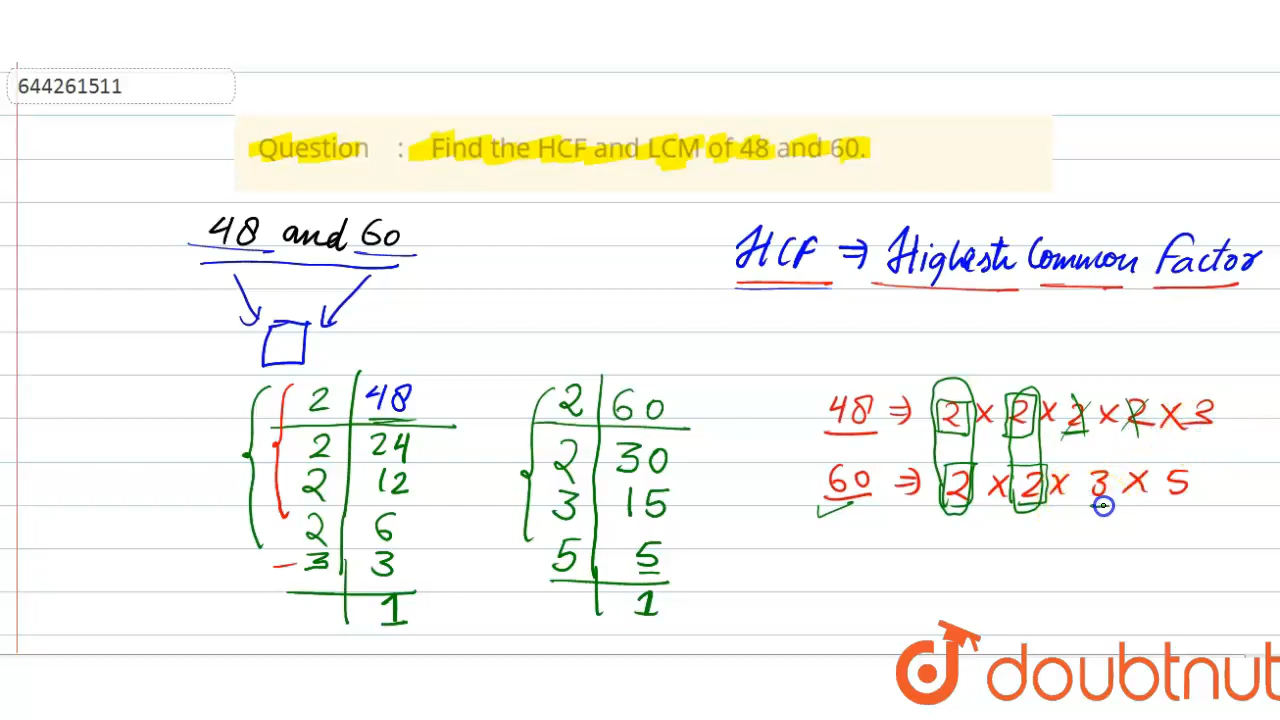 644261511
Question : Find the HCF and LCM of 48 and 60.
48 and 60
HCF ⇒ Highest Common Factor
2 | 48
2 | 24
2 | 12
2 | 6
3 | 3
1
2 | 60
2 | 30
3 | 15
5 | 5
1
48 ⇒ 2 × 2 × 2 × 2 × 3
60 ⇒ 2 × 2 × 3 × 5
doubtnut